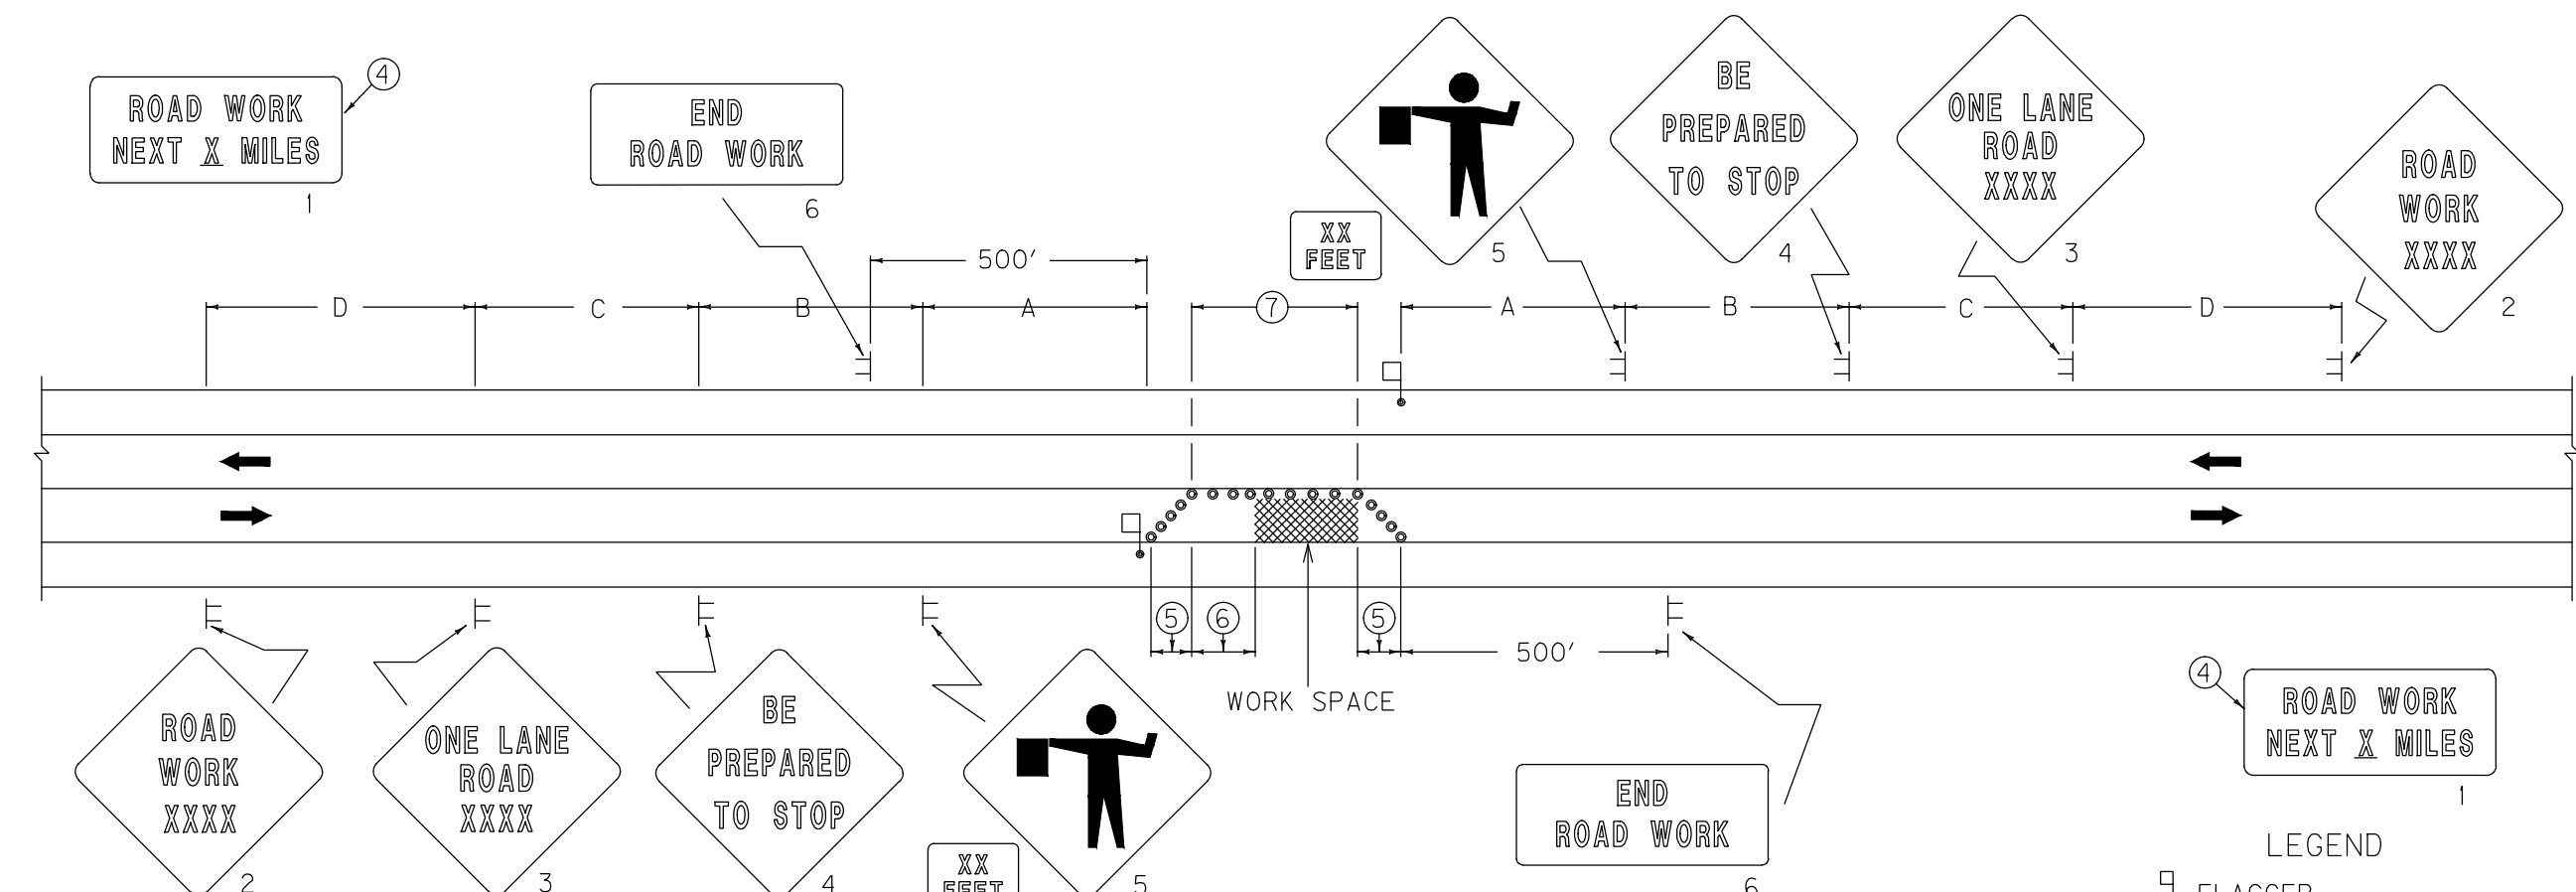 4
ROAD WORK
NEXT X MILES
1
END
ROAD WORK
6
XX
FEET
5
BE
PREPARED
TO STOP
4
ONE LANE
ROAD
XXXX
3
ROAD
WORK
XXXX
2
500'
D
C
B
A
7
A
B
C
D
5
6
5
500'
WORK SPACE
ROAD
WORK
XXXX
2
ONE LANE
ROAD
XXXX
3
BE
PREPARED
TO STOP
4
XX
FEET
5
END
ROAD WORK
6
4
ROAD WORK
NEXT X MILES
1
LEGEND
FLAGGER